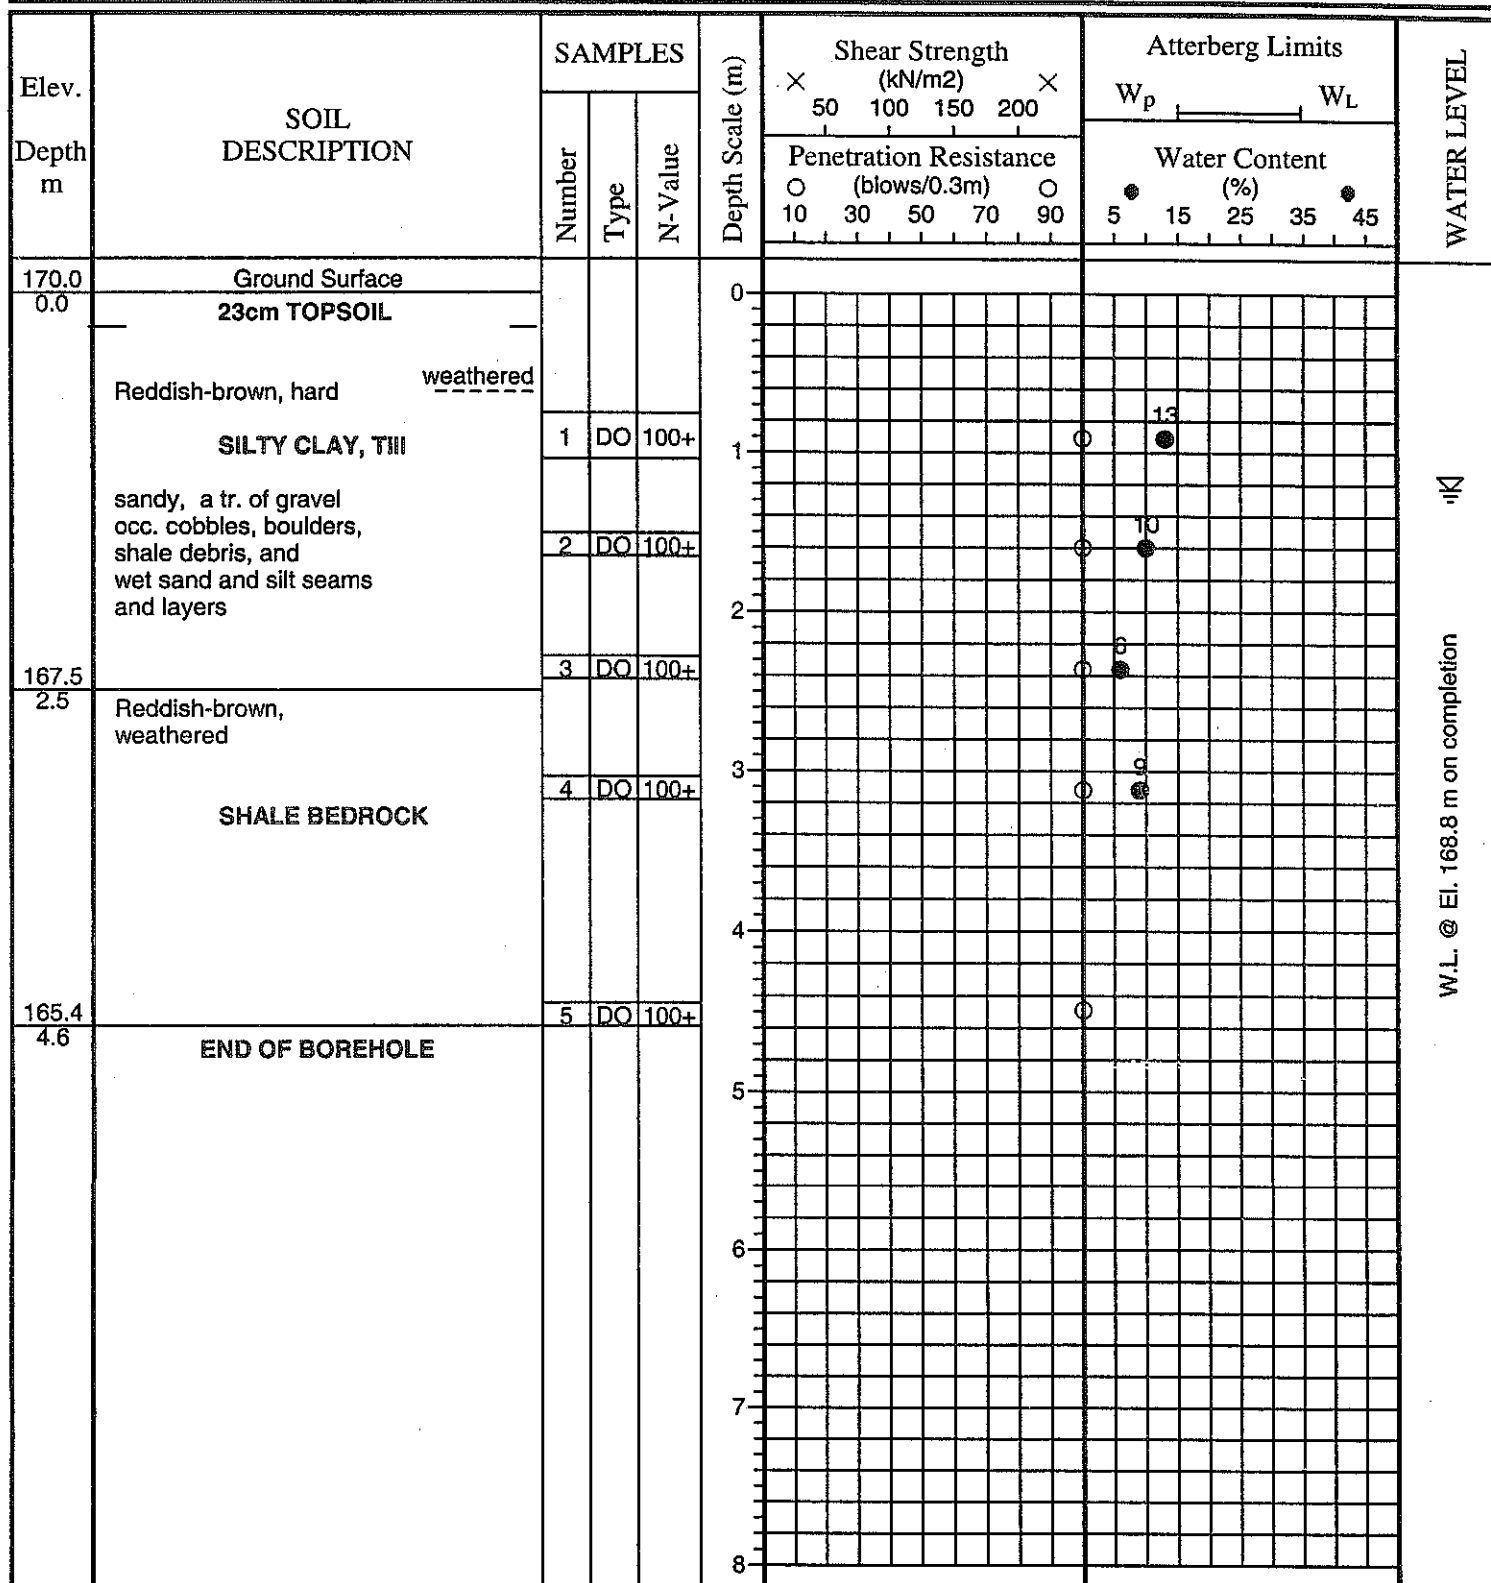 Elev.
Depth
m
SOIL
DESCRIPTION
SAMPLES
Number
Type
N-Value
Depth Scale (m)
Shear Strength
(kN/m2)
50 100 150 200
Penetration Resistance
(blows/0.3m)
10 30 50 70 90
Atterberg Limits
Wp WL
Water Content
(%)
5 15 25 35 45
WATER LEVEL
170.0 Ground Surface
0.0 23cm TOPSOIL
0
weathered
Reddish-brown, hard
SILTY CLAY, Till
1 DO 100+
13
1
sandy, a tr. of gravel
occ. cobbles, boulders,
shale debris, and
wet sand and silt seams
and layers
2 DO 100+
10
2
3 DO 100+
6
167.5
2.5
Reddish-brown,
weathered
3
4 DO 100+
9
SHALE BEDROCK
4
5 DO 100+
165.4
4.6
END OF BOREHOLE
5
6
7
8
W.L. @ El. 168.8 m on completion